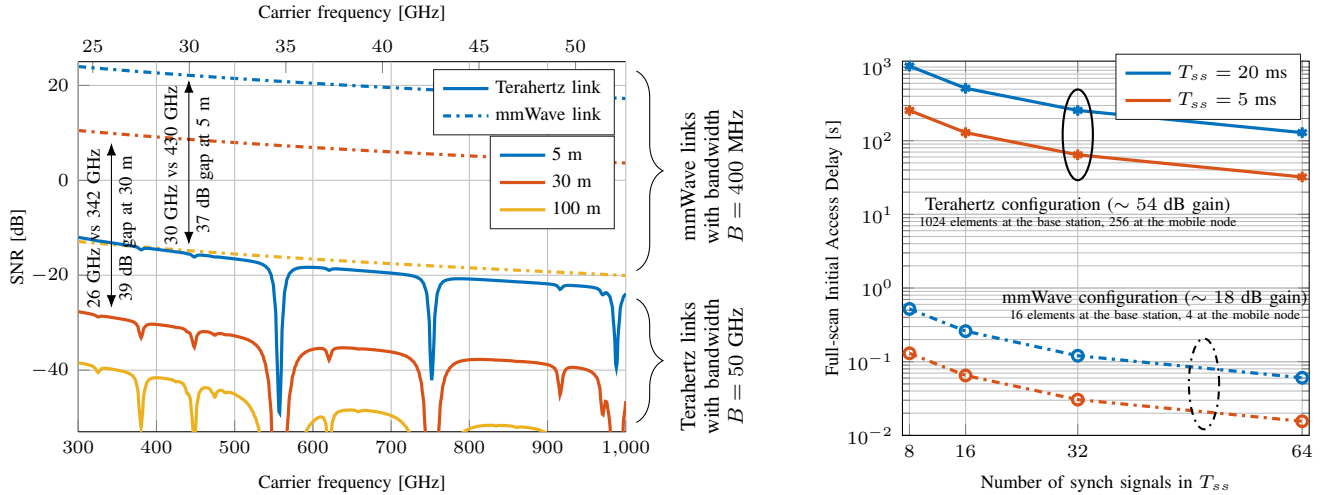 Carrier frequency [GHz]
25 30 35 40 45 50
20
0
−20
−40
SNR [dB]
Terahertz link
mmWave link
5 m
30 m
100 m
26 GHz vs 342 GHz
39 dB gap at 30 m
30 GHz vs 430 GHz
37 dB gap at 5 m
mmWave links
with bandwidth
B = 400 MHz
Terahertz links
with bandwidth
B = 50 GHz
300 400 500 600 700 800 900 1,000
Carrier frequency [GHz]
T_{ss} = 20 ms
T_{ss} = 5 ms
10^3
10^2
10^1
10^0
10^{−1}
10^{−2}
Full-scan Initial Access Delay [s]
Terahertz configuration (∼ 54 dB gain)
1024 elements at the base station, 256 at the mobile node
mmWave configuration (∼ 18 dB gain)
16 elements at the base station, 4 at the mobile node
8 16 32 64
Number of synch signals in T_{ss}